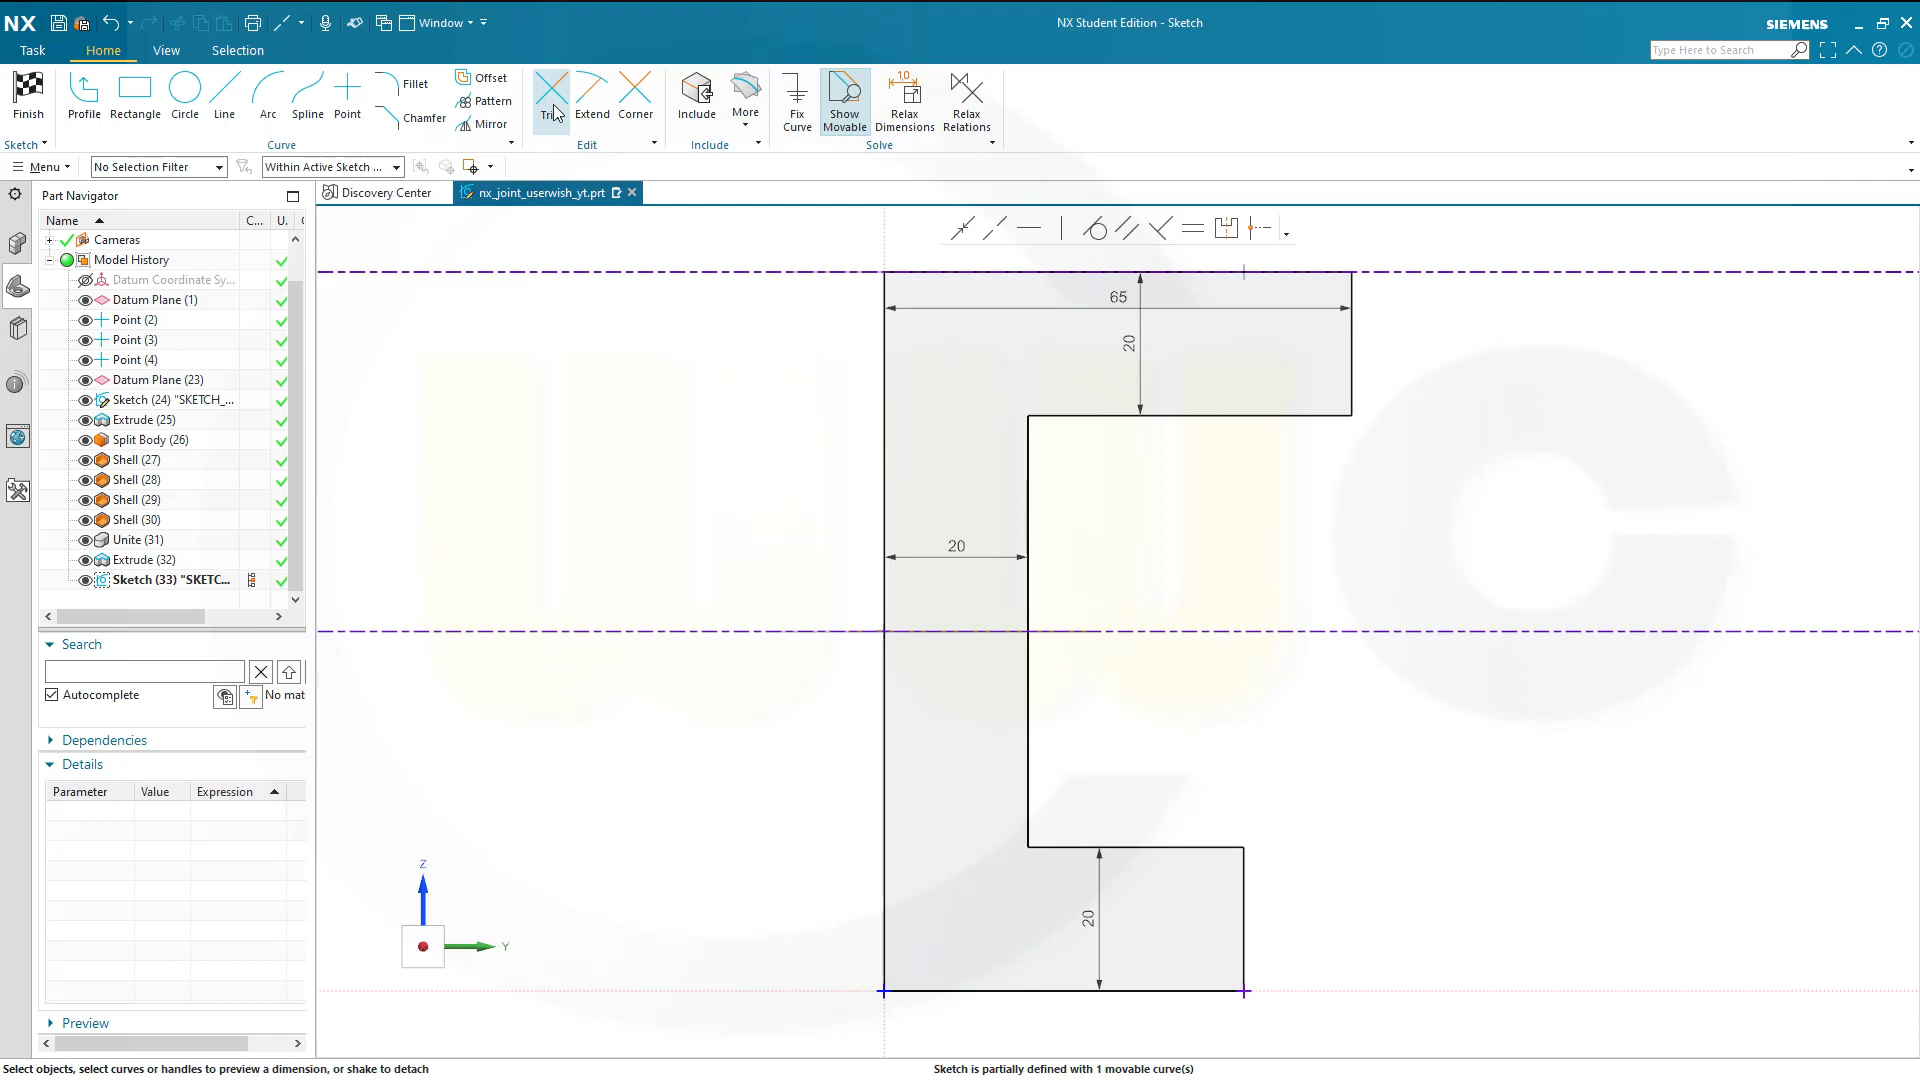 NX
Window
NX Student Edition - Sketch
SIEMENS
Task
Home
View
Selection
Type Here to Search
Finish
Profile
Rectangle
Circle
Line
Arc
Spline
Point
Fillet
Chamfer
Offset
Pattern
Mirror
Extend
Corner
Include
More
Fix
Curve
Show
Movable
Relax
Dimensions
Relax
Relations
Sketch
Curve
Edit
Include
Solve
Menu
No Selection Filter
Within Active Sketch ...
Part Navigator
Discovery Center
nx_joint_userwish_yt.prt
Name
C...
U.
Cameras
Model History
Datum Coordinate Sy...
Datum Plane (1)
Point (2)
Point (3)
Point (4)
Datum Plane (23)
Sketch (24) "SKETCH_...
Extrude (25)
Split Body (26)
Shell (27)
Shell (28)
Shell (29)
Shell (30)
Unite (31)
Extrude (32)
Sketch (33) "SKETC...
Search
Autocomplete
No mat
Dependencies
Details
Parameter
Value
Expression
Preview
65
20
20
20
Z
Y
uuc
Select objects, select curves or handles to preview a dimension, or shake to detach
Sketch is partially defined with 1 movable curve(s)